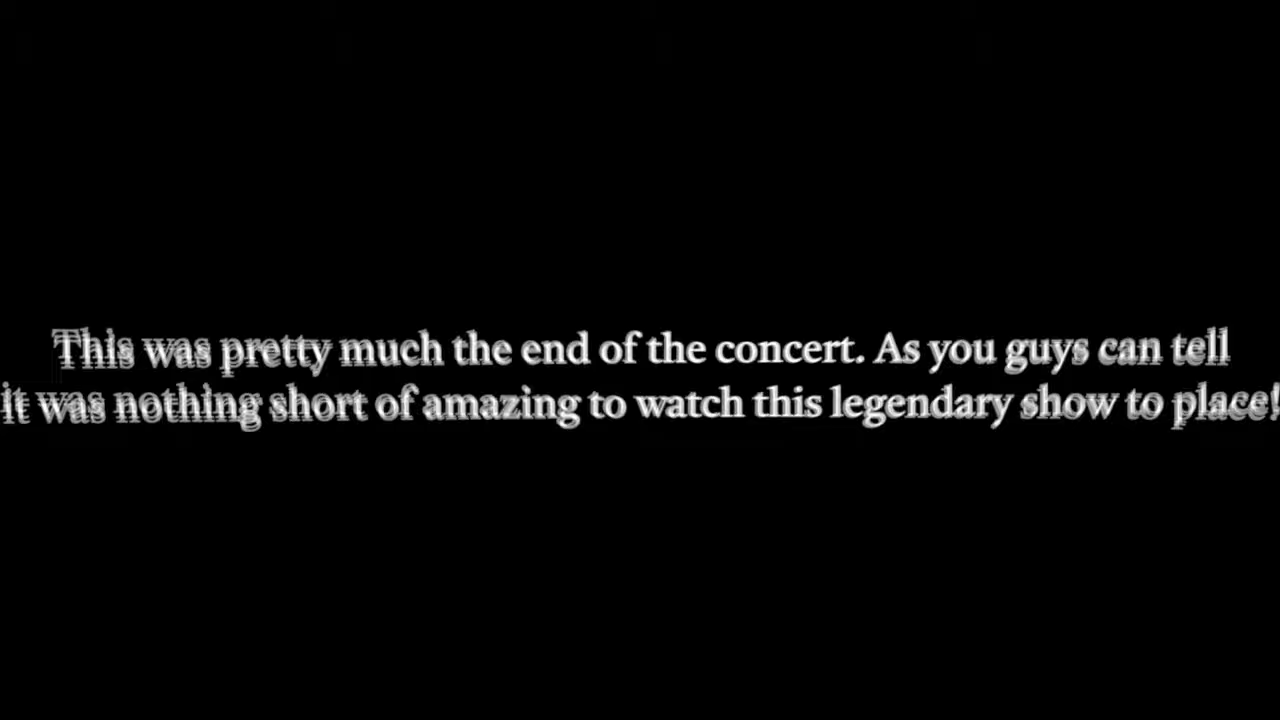 This was pretty much the end of the concert. As you guys can tell
it was nothing short of amazing to watch this legendary show to place!